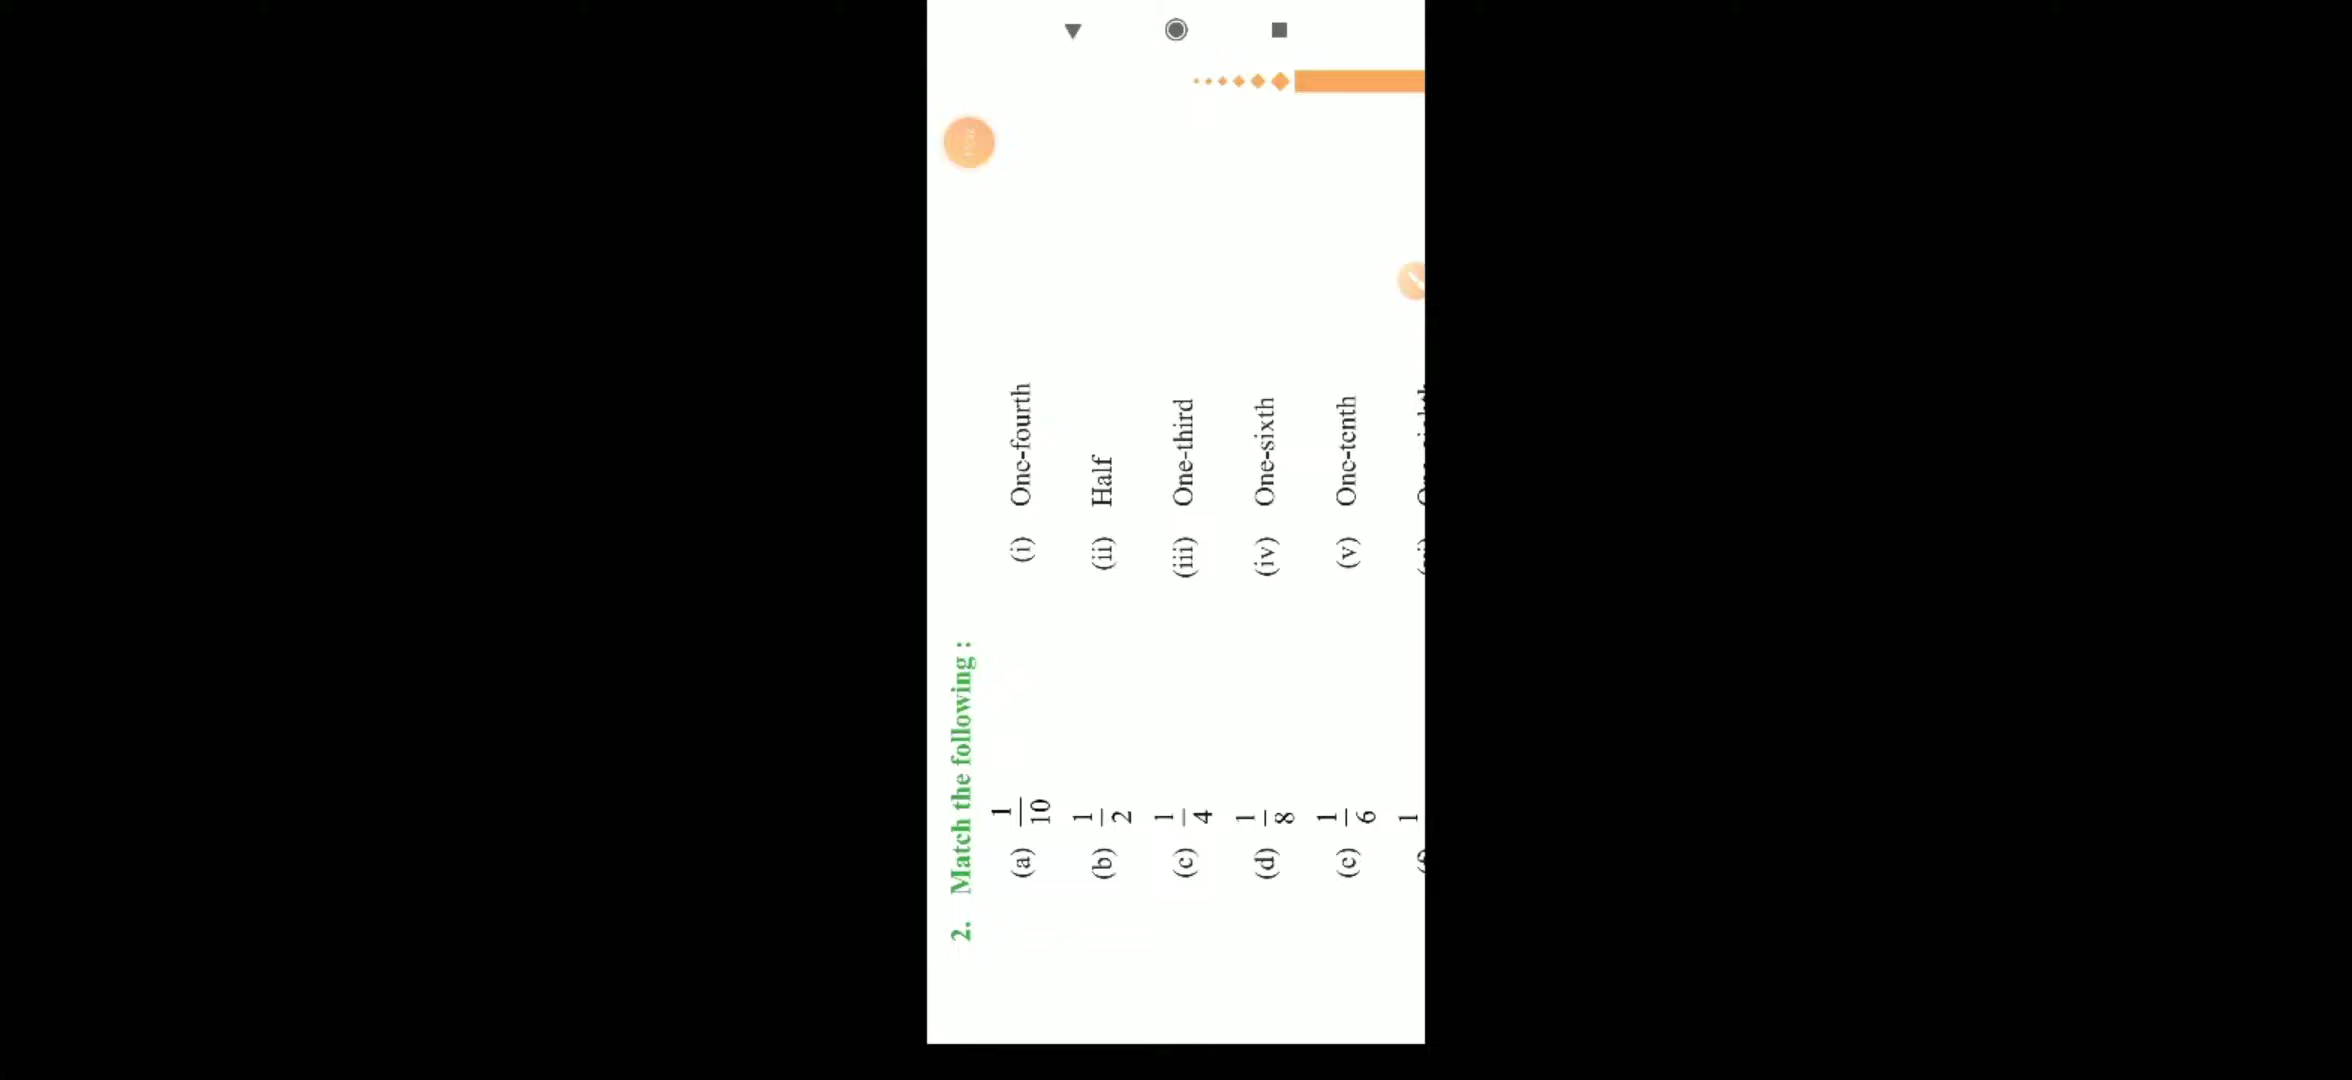 2. Match the following :
(a) 1/10 (i) One-fourth
(b) 1/2 (ii) Half
(c) 1/4 (iii) One-third
(d) 1/8 (iv) One-sixth
(e) 1/6 (v) One-tenth
1